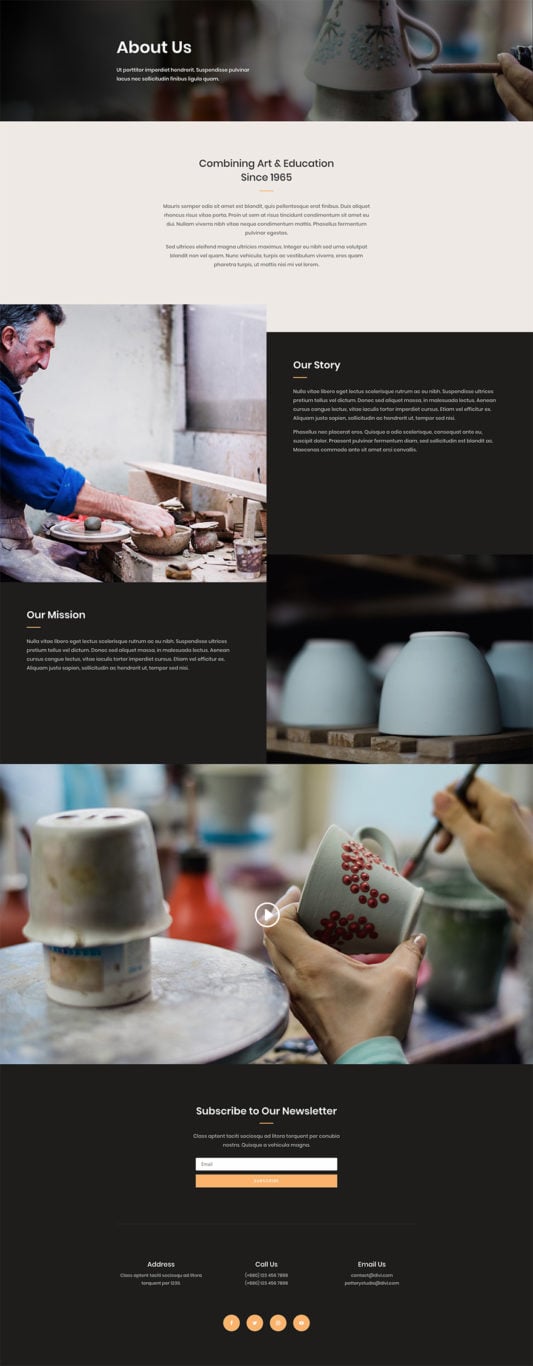 About Us
Ut porttitor imperdiet hendrerit. Suspendisse pulvinar
lacus nec sollicitudin finibus ligula quam.
Combining Art & Education
Since 1965
Mauris semper odio sit amet est blandit, quis pellentesque erat finibus. Duis aliquet
rhoncus risus vitae porta. Proin ut sem at risus tincidunt condimentum sit amet eu
dui. Nullam viverra nibh vitae neque condimentum mattis. Phasellus fermentum
pulvinar egestas.
Sed ultrices eleifend magna ultricies maximus. Integer eu nibh sed urna volutpat
blandit non vel quam. Nunc vehicula, turpis ac vestibulum viverra, eros quam
pharetra turpis, ut mattis nisi mi vel lorem.
Our Story
Nulla vitae libero eget lectus scelerisque rutrum ac eu nibh. Suspendisse ultrices
pretium tellus vel dictum. Donec sed aliquet massa, in malesuada lectus. Aenean
cursus congue lectus, vitae iaculis tortor imperdiet cursus. Etiam vel efficitur ex.
Aliquam justo sapien, sollicitudin ac hendrerit ut, tempor sed nisi.
Phasellus nec placerat eros. Quisque a odio scelerisque, consequat ante eu,
suscipit dolor. Praesent pulvinar fermentum diam, sed sollicitudin est blandit ac.
Maecenas commodo ante sit amet orci convallis.
Our Mission
Nulla vitae libero eget lectus scelerisque rutrum ac eu nibh. Suspendisse ultrices
pretium tellus vel dictum. Donec sed aliquet massa, in malesuada lectus. Aenean
cursus congue lectus, vitae iaculis tortor imperdiet cursus. Etiam vel efficitur ex.
Aliquam justo sapien, sollicitudin ac hendrerit ut, tempor sed nisi.
Subscribe to Our Newsletter
Class aptent taciti sociosqu ad litora torquent per conubia
nostra. Quisque a vehicula magna.
Email
SUBSCRIBE
Address
Class aptent taciti sociosqu ad litora
torquent per 1235.
Call Us
(+880) 123 456 7898
(+880) 123 456 7898
Email Us
contact@divi.com
potterystudio@divi.com